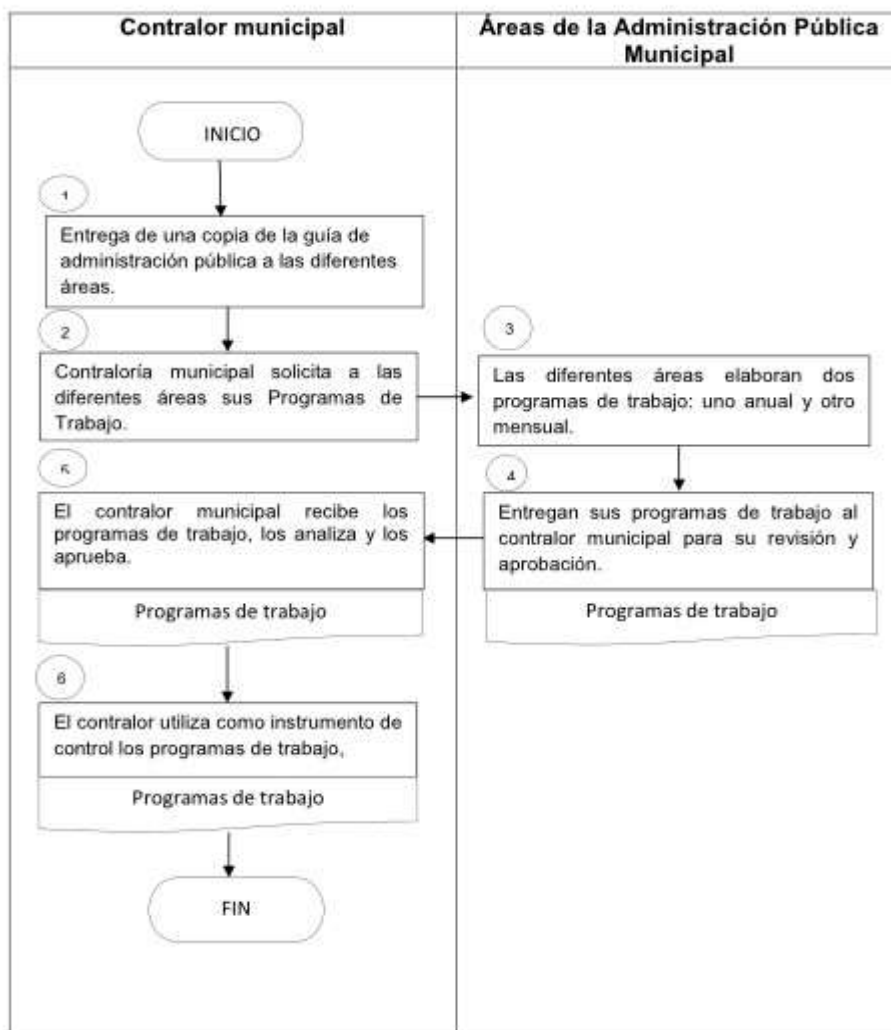 Contralor municipal
Áreas de la Administración Pública
Municipal
INICIO
1
Entrega de una copia de la guía de
administración pública a las diferentes
áreas.
2
Contraloría municipal solicita a las
diferentes áreas sus Programas de
Trabajo.
3
Las diferentes áreas elaboran dos
programas de trabajo: uno anual y otro
mensual.
4
Entregan sus programas de trabajo al
contralor municipal para su revisión y
aprobación.
Programas de trabajo
5
El contralor municipal recibe los
programas de trabajo, los analiza y los
aprueba.
Programas de trabajo
6
El contralor utiliza como instrumento de
control los programas de trabajo,
Programas de trabajo
FIN